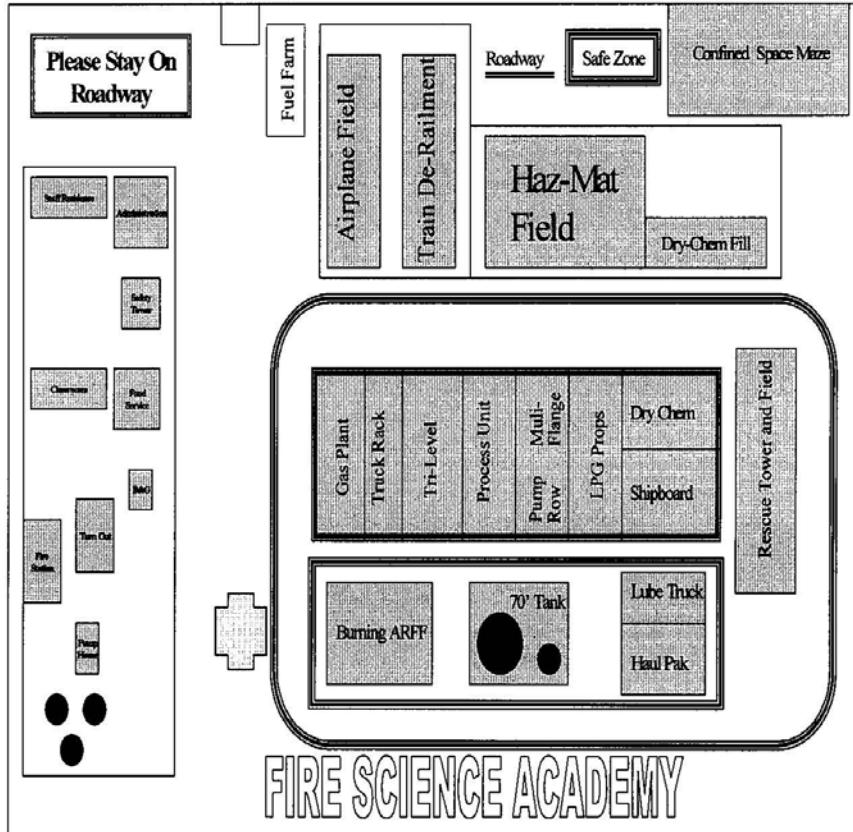 Please Stay On
Roadway
Fuel Farm
Airplane Field
Train De-Railment
Roadway
Safe Zone
Confined Space Maze
Haz-Mat
Field
Dry-Chem Fill
Staff Residence
Administration
Safety
Tower
Classrooms
Food
Service
B&G
Turn Out
Fire
Station
Pump
House
Gas Plant
Truck Rack
Tri-Level
Process Unit
Muli-
Flange
Pump
Row
LPG Props
Dry Chem
Shipboard
Rescue Tower and Field
Burning ARFF
70' Tank
Lube Truck
Haul Pak
FIRE SCIENCE ACADEMY